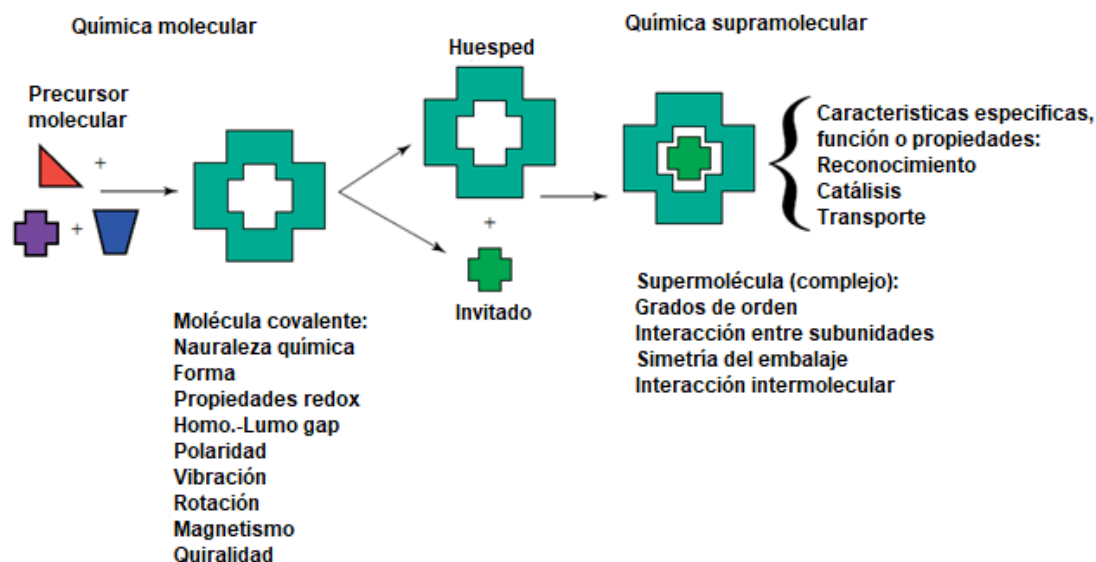 Química molecular
Química supramolecular
Huesped
Precursor
molecular
+
+
+
Invitado
Caracteristicas especificas,
función o propiedades:
Reconocimiento
Catálisis
Transporte
Molécula covalente:
Nauraleza química
Forma
Propiedades redox
Homo.-Lumo gap
Polaridad
Vibración
Rotación
Magnetismo
Quiralidad
Supermolécula (complejo):
Grados de orden
Interacción entre subunidades
Simetría del embalaje
Interacción intermolecular